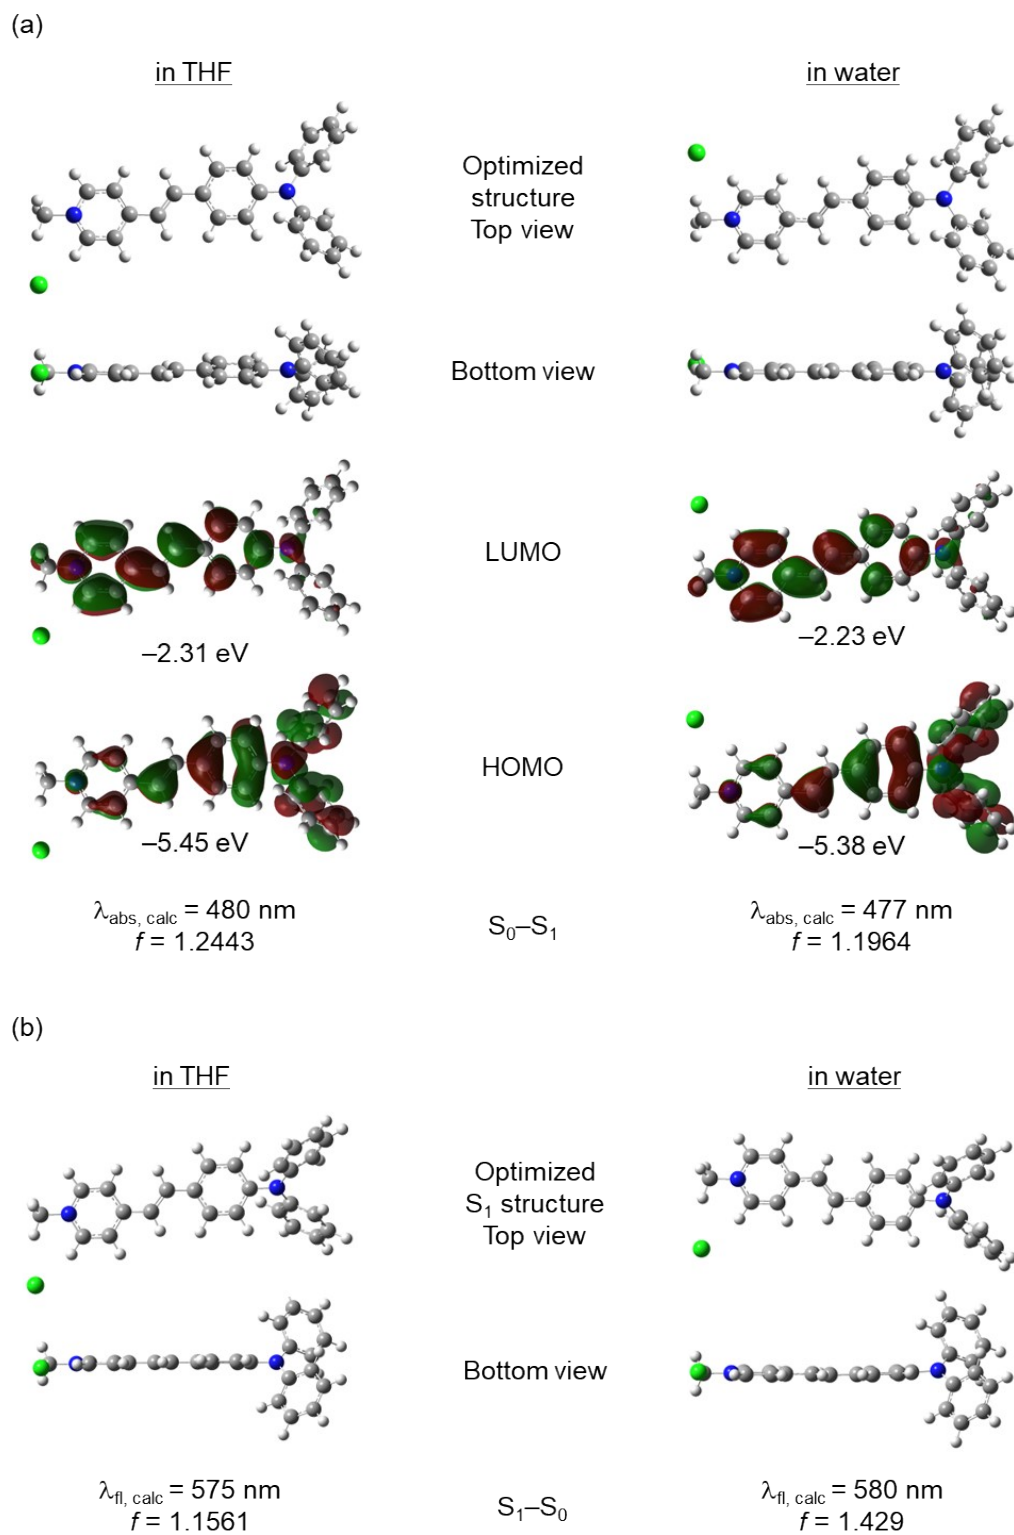 (a)
in THF
in water
Optimized
structure
Top view
Bottom view
LUMO
–2.31 eV
–2.23 eV
HOMO
–5.45 eV
–5.38 eV
λabs, calc = 480 nm
f = 1.2443
S0–S1
λabs, calc = 477 nm
f = 1.1964
(b)
in THF
in water
Optimized
S1 structure
Top view
Bottom view
λfl, calc = 575 nm
f = 1.1561
S1–S0
λfl, calc = 580 nm
f = 1.429